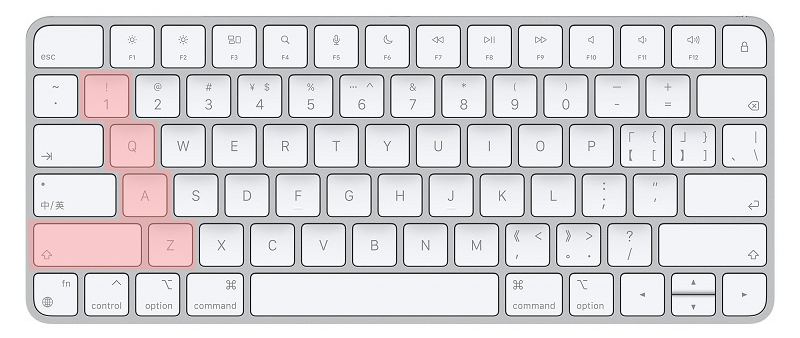 esc F1 F2 F3 F4 F5 F6 F7 F8 F9 F10 F11 F12
~ · ! 1 @ 2 # 3 ¥ $ 4 % 5 … ^ 6 & 7 * 8 ( 9 ) 0 — - + =
Q W E R T Y U I O P 「 { 【 [ 」 } 】 ] | 、 \
中/英 A S D F G H J K L : ; " '
Z X C V B N M 《 < , 》 > 。 . ? /
fn control option ⌘ command ⌘ command option